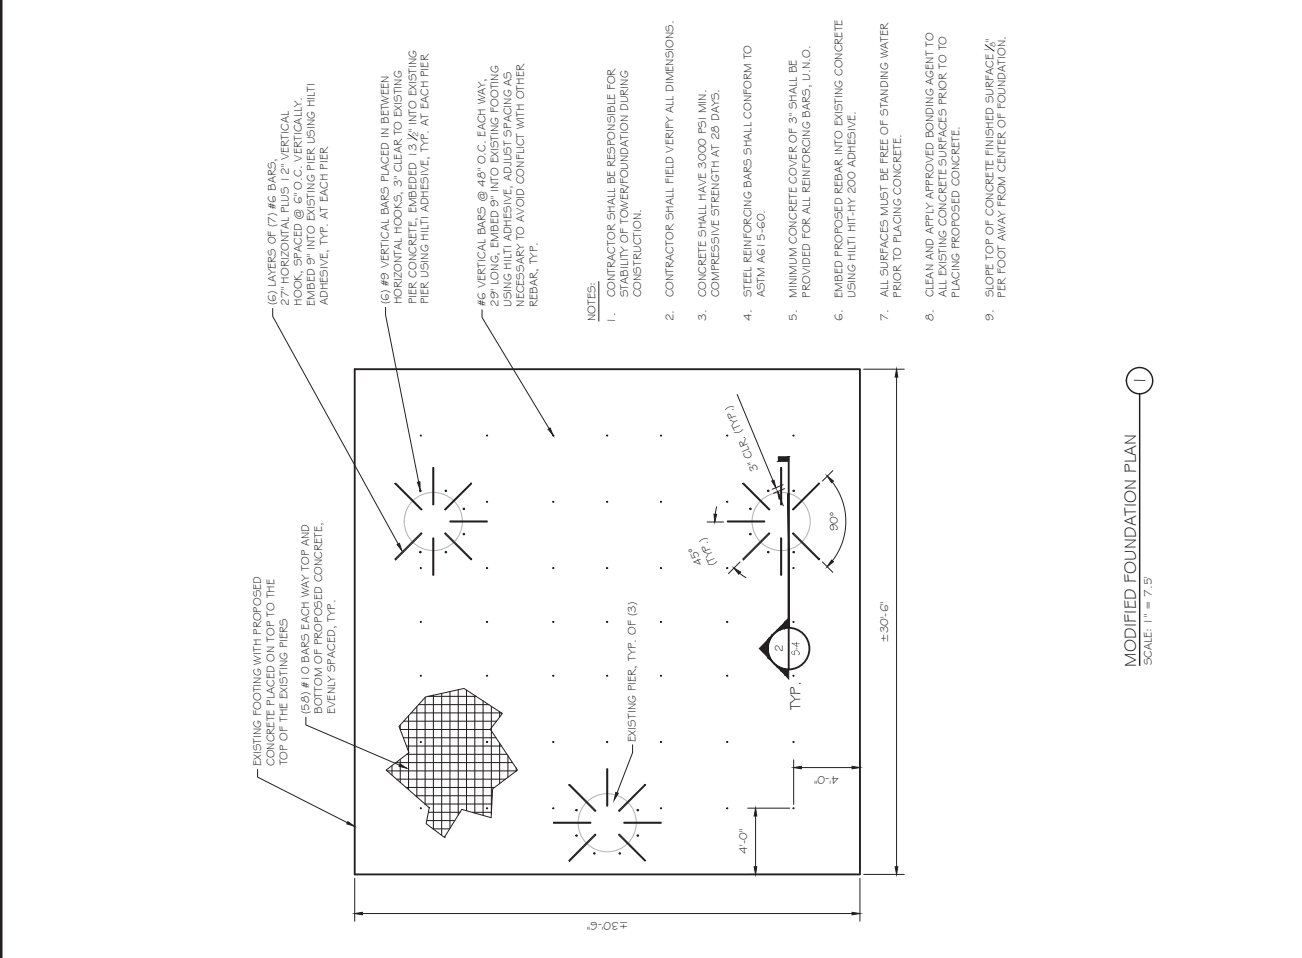 EXISTING FOOTING WITH PROPOSED
CONCRETE PLACED ON TOP TO THE
TOP OF THE EXISTING PIERS
(58) #10 BARS EACH WAY TOP AND
BOTTOM OF PROPOSED CONCRETE,
EVENLY SPACED, TYP.
(6) LAYERS OF (7) #6 BARS,
27" HORIZONTAL PLUS 12" VERTICAL
HOOK, SPACED @ 6" O.C. VERTICALLY.
EMBED 9" INTO EXISTING PIER USING HILTI
ADHESIVE, TYP. AT EACH PIER
(6) #9 VERTICAL BARS PLACED IN BETWEEN
HORIZONTAL HOOKS, 3" CLEAR TO EXISTING
PIER CONCRETE, EMBEDED 13 1/2" INTO EXISTING
PIER USING HILTI ADHESIVE, TYP. AT EACH PIER
#6 VERTICAL BARS @ 48" O.C. EACH WAY,
29" LONG, EMBED 9" INTO EXISTING FOOTING
USING HILTI ADHESIVE, ADJUST SPACING AS
NECESSARY TO AVOID CONFLICT WITH OTHER
REBAR, TYP.
EXISTING PIER, TYP. OF (3)
3" CLR. (TYP.)
45°
(TYP.)
90°
2
S-4
TYP.
4'-0"
4'-0"
±30'-6"
±30'-6"
NOTES:
1. CONTRACTOR SHALL BE RESPONSIBLE FOR
STABILITY OF TOWER/FOUNDATION DURING
CONSTRUCTION.
2. CONTRACTOR SHALL FIELD VERIFY ALL DIMENSIONS.
3. CONCRETE SHALL HAVE 3000 PSI MIN.
COMPRESSIVE STRENGTH AT 28 DAYS.
4. STEEL REINFORCING BARS SHALL CONFORM TO
ASTM A615-60.
5. MINIMUM CONCRETE COVER OF 3" SHALL BE
PROVIDED FOR ALL REINFORCING BARS, U.N.O.
6. EMBED PROPOSED REBAR INTO EXISTING CONCRETE
USING HILTI HIT-HY 200 ADHESIVE.
7. ALL SURFACES MUST BE FREE OF STANDING WATER
PRIOR TO PLACING CONCRETE.
8. CLEAN AND APPLY APPROVED BONDING AGENT TO
ALL EXISTING CONCRETE SURFACES PRIOR TO TO
PLACING PROPOSED CONCRETE.
9. SLOPE TOP OF CONCRETE FINISHED SURFACE 1/8"
PER FOOT AWAY FROM CENTER OF FOUNDATION.
MODIFIED FOUNDATION PLAN
1
SCALE: 1" = 7.5'